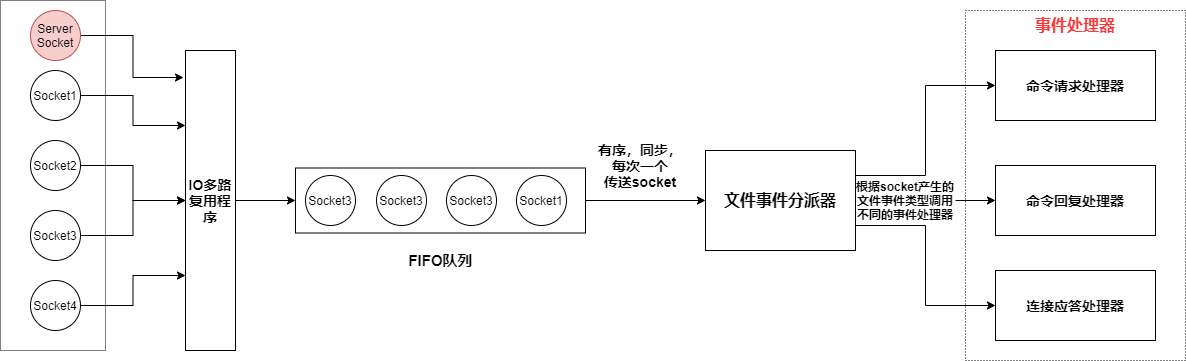 Server
Socket
Socket1
Socket2
Socket3
Socket4
IO多路
复用程
序
Socket3
Socket3
Socket3
Socket1
FIFO队列
有序，同步，
每次一个
传送socket
文件事件分派器
根据socket产生的
文件事件类型调用
不同的事件处理器
事件处理器
命令请求处理器
命令回复处理器
连接应答处理器